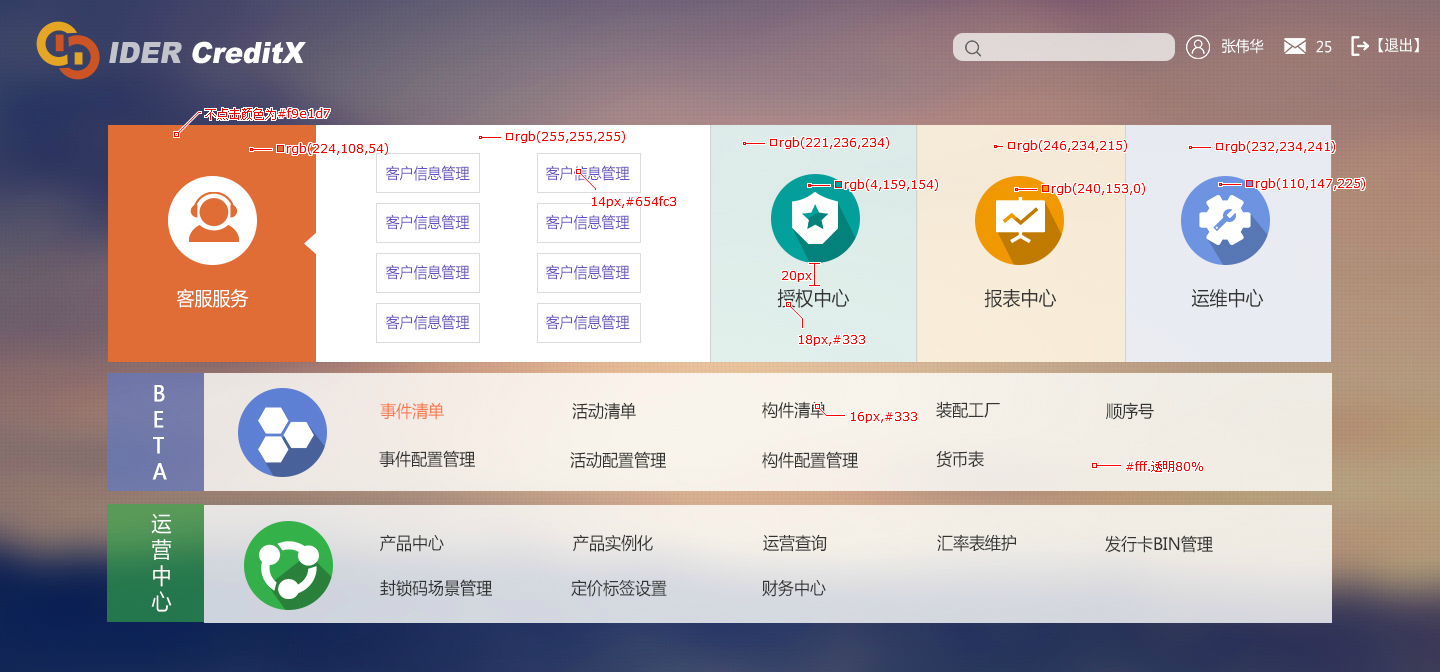 IDER CreditX
张伟华
25
【退出】
不点击颜色为#f9e1d7
rgb(224,108,54)
rgb(255,255,255)
rgb(221,236,234)
rgb(246,234,215)
rgb(232,234,241)
客户信息管理
客户信息管理
14px,#654fc3
rgb(4,159,154)
rgb(240,153,0)
rgb(110,147,225)
客户信息管理
客户信息管理
客户信息管理
客户信息管理
20px
客服服务
授权中心
报表中心
运维中心
客户信息管理
客户信息管理
18px,#333
BETA
事件清单
活动清单
构件清单
16px,#333
装配工厂
顺序号
事件配置管理
活动配置管理
构件配置管理
货币表
#fff.透明80%
运营中心
产品中心
产品实例化
运营查询
汇率表维护
发行卡BIN管理
封锁码场景管理
定价标签设置
财务中心